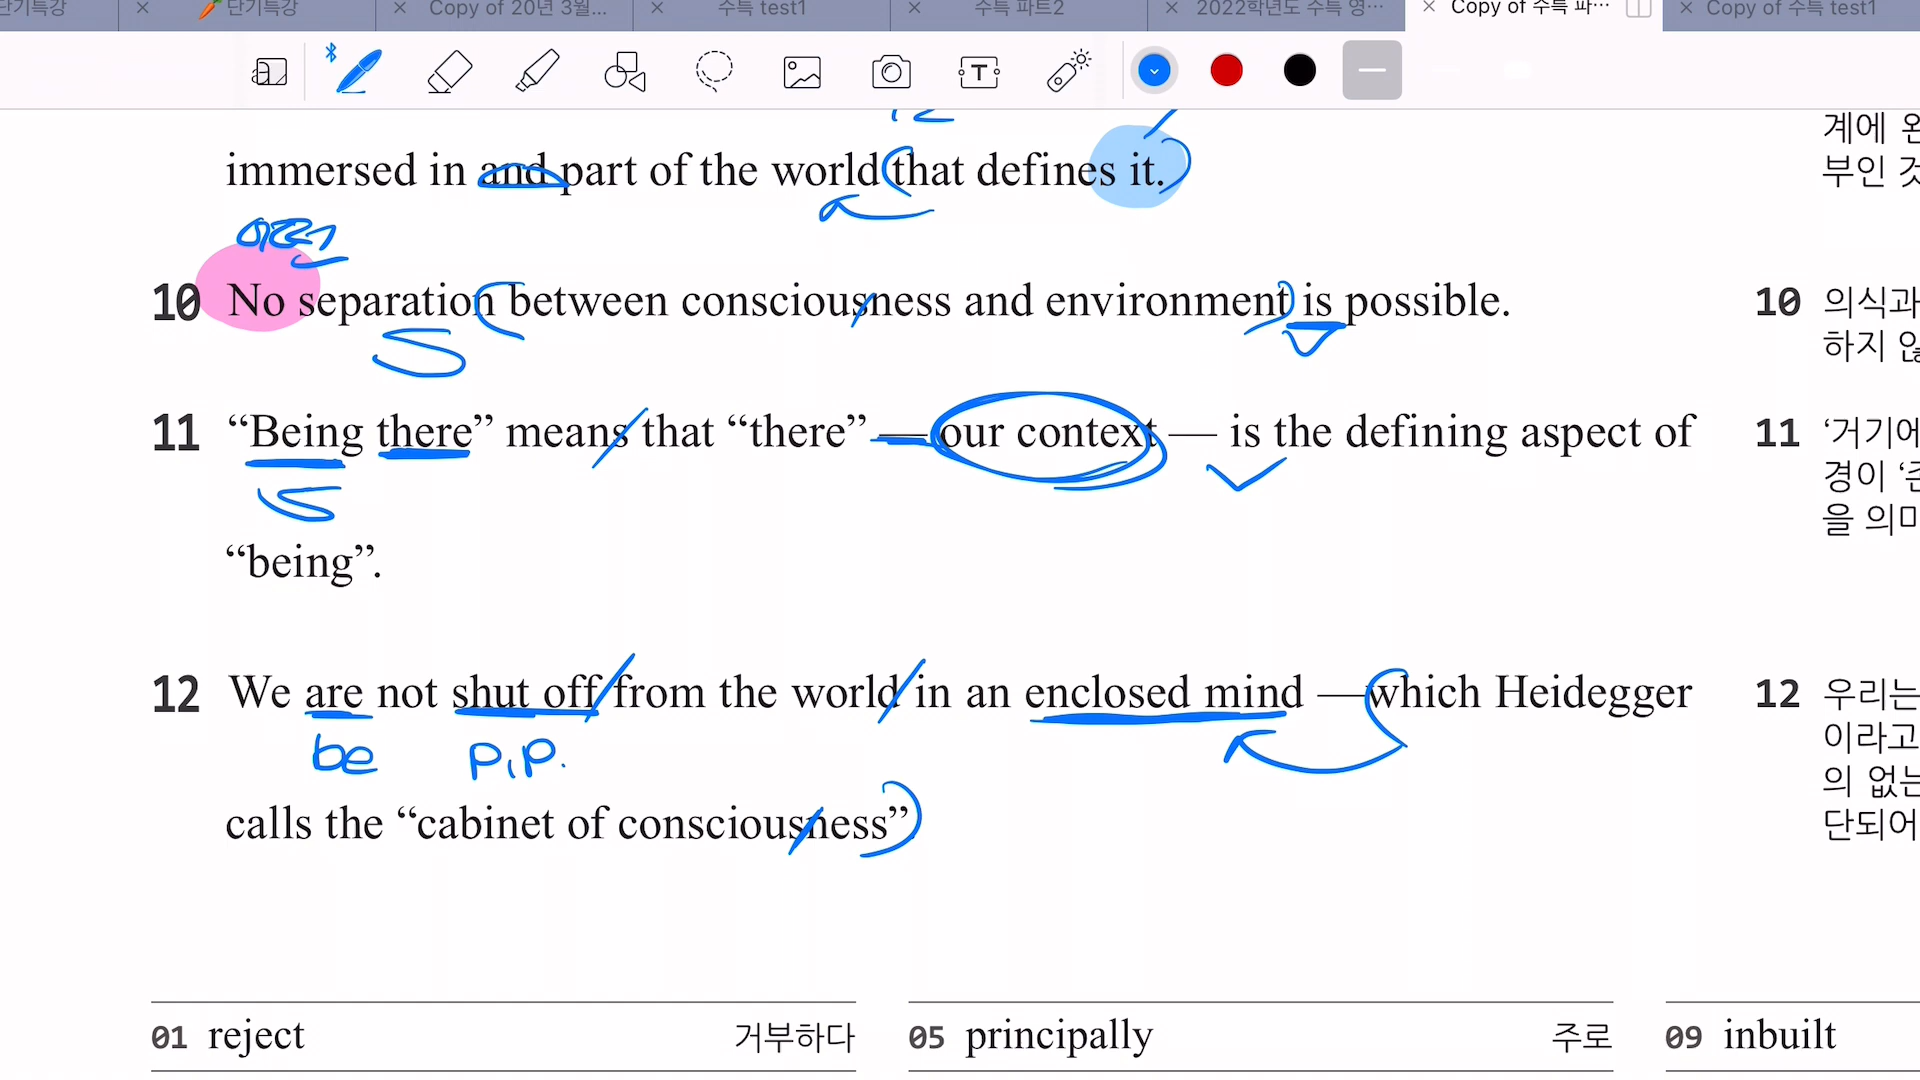 단기특강
× 단기특강
× Copy of 20년 3월...
× 수특 test1
× 수특 파트2
× 2022학년도 수특 영...
× Copy of 수특 파...
× Copy of 수특 test1
immersed in and part of the world that defines it.
계에 완
부인 것
10 No separation between consciousness and environment is possible.
S
V
10 의식과
하지 않
11 “Being there” means that “there” — our context — is the defining aspect of
“being”.
S
11 ‘거기에
경이 ‘존
을 의미
12 We are not shut off from the world in an enclosed mind —which Heidegger
be p.p.
calls the “cabinet of consciousness”
12 우리는
이라고
의 없는
단되어
01 reject 거부하다
05 principally 주로
09 inbuilt